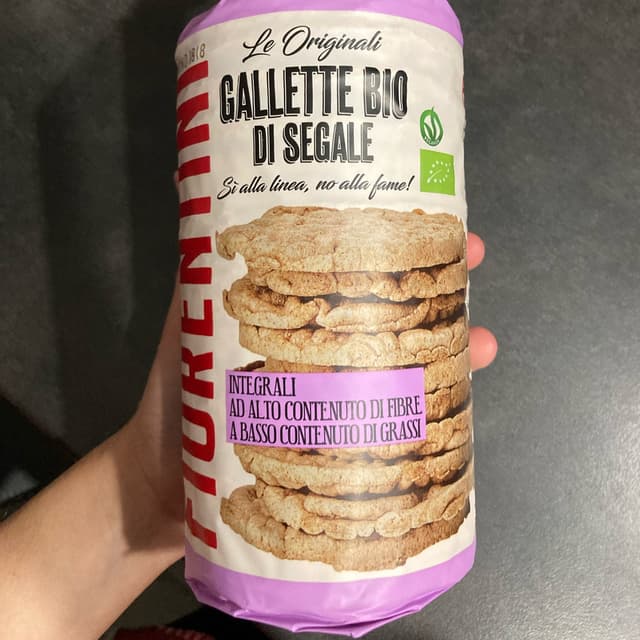 Le Originali
GALLETTE BIO
DI SEGALE
Sì alla linea, no alla fame!
FIORENTINI
INTEGRALI
AD ALTO CONTENUTO DI FIBRE
A BASSO CONTENUTO DI GRASSI